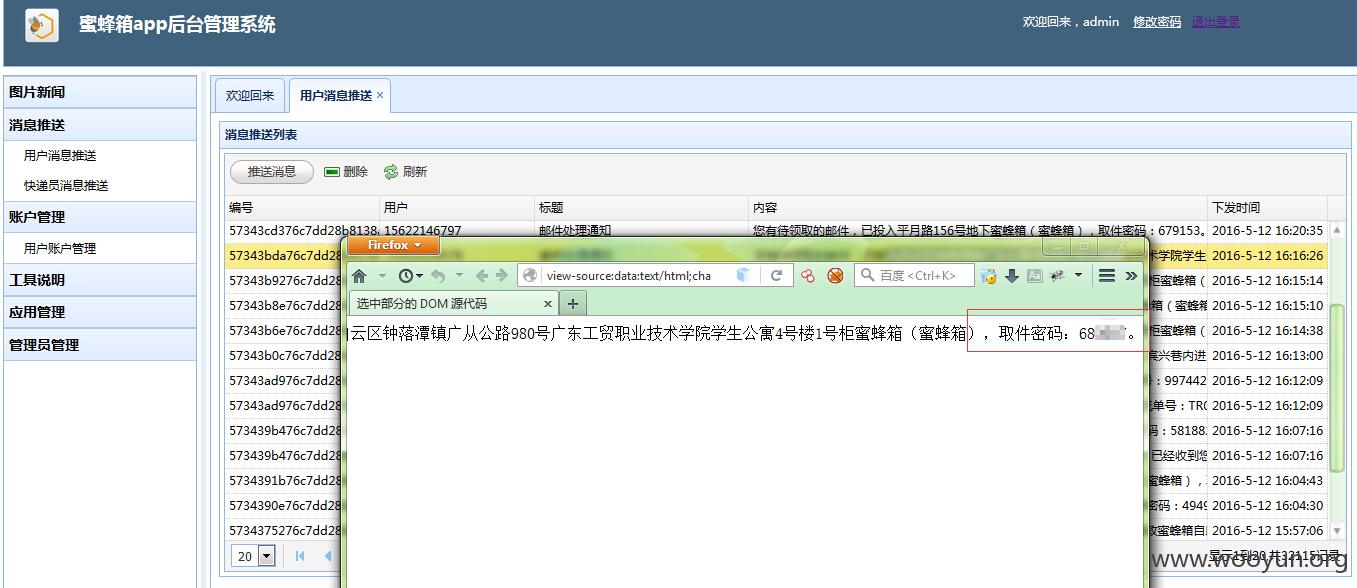 蜜蜂箱app后台管理系统
欢迎回来，admin 修改密码 退出登录
图片新闻
消息推送
用户消息推送
快递员消息推送
账户管理
用户账户管理
工具说明
应用管理
管理员管理
欢迎回来 用户消息推送 ×
消息推送列表
推送消息 删除 刷新
编号 用户 标题 内容 下发时间
57343cd376c7dd28b8138 15622146797 邮件处理通知 您有待领取的邮件，已投入平月路156号地下蜜蜂箱（蜜蜂箱），取件密码：679153。 2016-5-12 16:20:35
57343bda76c7dd28 术学院学生 2016-5-12 16:16:26
57343b9276c7dd28 柜蜜蜂箱（ 2016-5-12 16:15:14
57343b8e76c7dd28 箱（蜜蜂箱 2016-5-12 16:15:10
57343b6e76c7dd28 柜蜜蜂箱（ 2016-5-12 16:14:38
57343b0c76c7dd28 宾兴巷内进 2016-5-12 16:13:00
57343ad976c7dd28 ：997442 2016-5-12 16:12:09
57343ad976c7dd28 单号：TR0 2016-5-12 16:12:09
573439b476c7dd28 码：58188 2016-5-12 16:07:16
573439b476c7dd28 已经收到您 2016-5-12 16:07:16
5734391b76c7dd28 蜜蜂箱）， 2016-5-12 16:04:43
5734390e76c7dd28 密码：4949 2016-5-12 16:04:30
5734375276c7dd28 蜜蜂箱自 2016-5-12 15:57:06
20 显示1到20,共32115记录
Firefox
view-source:data:text/html;cha 百度 <Ctrl+K>
选中部分的 DOM 源代码 × +
云区钟落潭镇广从公路980号广东工贸职业技术学院学生公寓4号楼1号柜蜜蜂箱（蜜蜂箱），取件密码：68 7。
www.wooyun.org